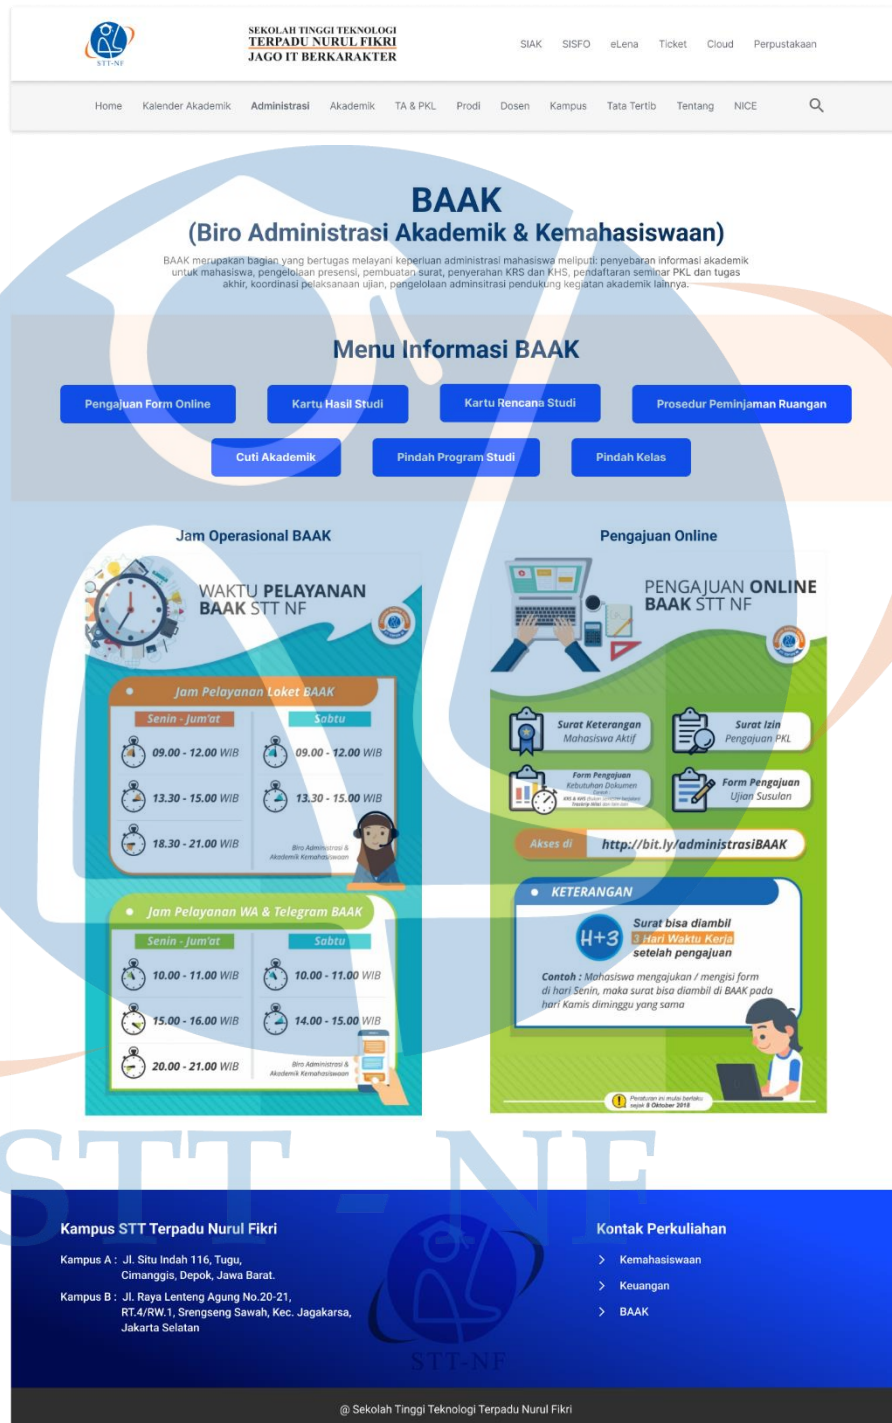 STT-NF
SEKOLAH TINGGI TEKNOLOGI
TERPADU NURUL FIKRI
JAGO IT BERKARAKTER
SIAK SISFO eLena Ticket Cloud Perpustakaan
Home Kalender Akademik Administrasi Akademik TA & PKL Prodi Dosen Kampus Tata Tertib Tentang NICE
BAAK
(Biro Administrasi Akademik & Kemahasiswaan)
BAAK merupakan bagian yang bertugas melayani keperluan administrasi mahasiswa meliputi: penyebaran informasi akademik
untuk mahasiswa, pengelolaan presensi, pembuatan surat, penyerahan KRS dan KHS, pendaftaran seminar PKL dan tugas
akhir, koordinasi pelaksanaan ujian, pengelolaan adminsitrasi pendukung kegiatan akademik lainnya.
Menu Informasi BAAK
Pengajuan Form Online
Kartu Hasil Studi
Kartu Rencana Studi
Prosedur Peminjaman Ruangan
Cuti Akademik
Pindah Program Studi
Pindah Kelas
Jam Operasional BAAK
WAKTU PELAYANAN
BAAK STT NF
Jam Pelayanan Loket BAAK
Senin - Jum'at Sabtu
09.00 - 12.00 WIB 09.00 - 12.00 WIB
13.30 - 15.00 WIB 13.30 - 15.00 WIB
18.30 - 21.00 WIB
Biro Administrasi &
Akademik Kemahasiswaan
Jam Pelayanan WA & Telegram BAAK
Senin - Jum'at Sabtu
10.00 - 11.00 WIB 10.00 - 11.00 WIB
15.00 - 16.00 WIB 14.00 - 15.00 WIB
20.00 - 21.00 WIB
Biro Administrasi &
Akademik Kemahasiswaan
Pengajuan Online
PENGAJUAN ONLINE
BAAK STT NF
Surat Keterangan
Mahasiswa Aktif
Surat Izin
Pengajuan PKL
Form Pengajuan
Kebutuhan Dokumen
Form Pengajuan
Ujian Susulan
Akses di http://bit.ly/administrasiBAAK
KETERANGAN
H+3
Surat bisa diambil
3 Hari Waktu Kerja
setelah pengajuan
Contoh : Mahasiswa mengajukan / mengisi form
di hari Senin, maka surat bisa diambil di BAAK pada
hari Kamis diminggu yang sama
Peraturan ini mulai berlaku
sejak 8 Oktober 2018
STT - NF
Kampus STT Terpadu Nurul Fikri
Kampus A : Jl. Situ Indah 116, Tugu,
Cimanggis, Depok, Jawa Barat.
Kampus B : Jl. Raya Lenteng Agung No.20-21,
RT.4/RW.1, Srengseng Sawah, Kec. Jagakarsa,
Jakarta Selatan
STT-NF
Kontak Perkuliahan
Kemahasiswaan
Keuangan
BAAK
@ Sekolah Tinggi Teknologi Terpadu Nurul Fikri